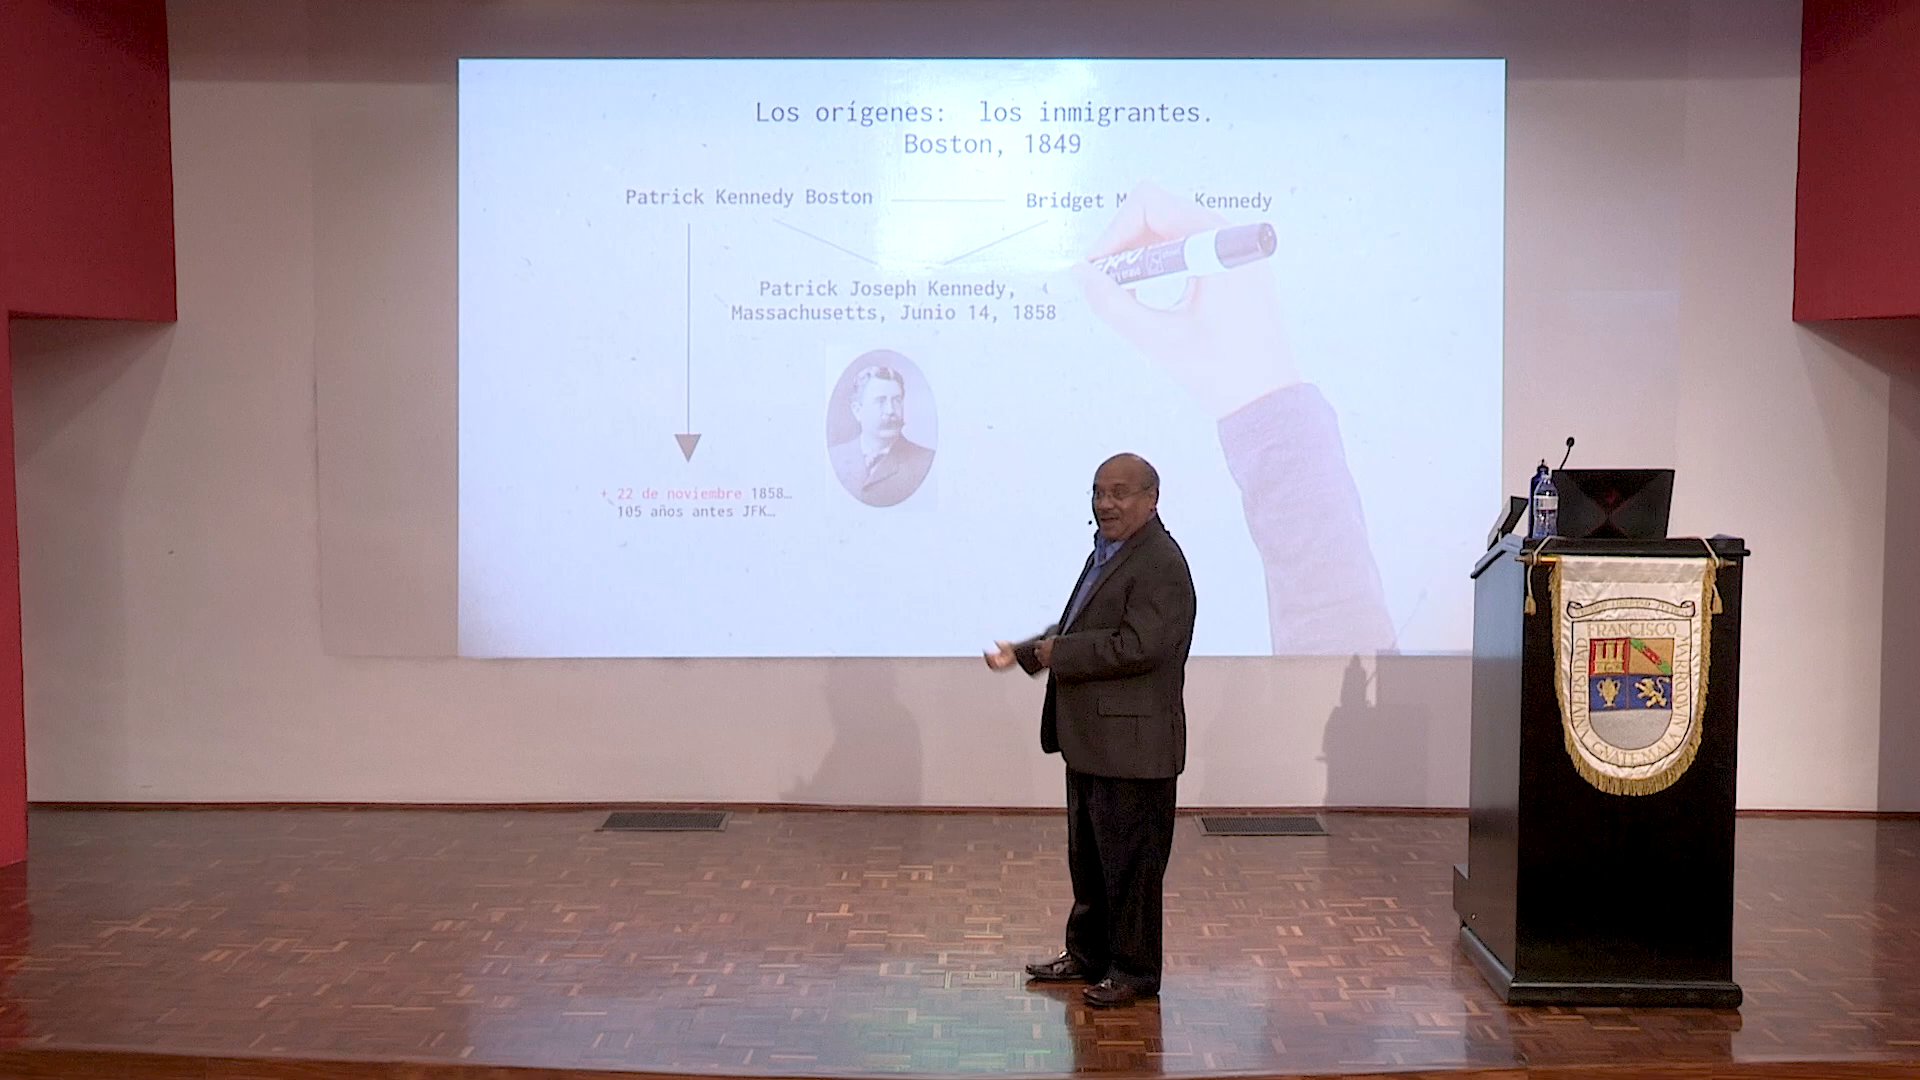 Los orígenes: los inmigrantes.
Boston, 1849
Patrick Kennedy Boston
Bridget M Kennedy
Patrick Joseph Kennedy,
Massachusetts, Junio 14, 1858
+ 22 de noviembre 1858…
105 años antes JFK…
UNIVERSIDAD FRANCISCO MARROQUIN
GUATEMALA